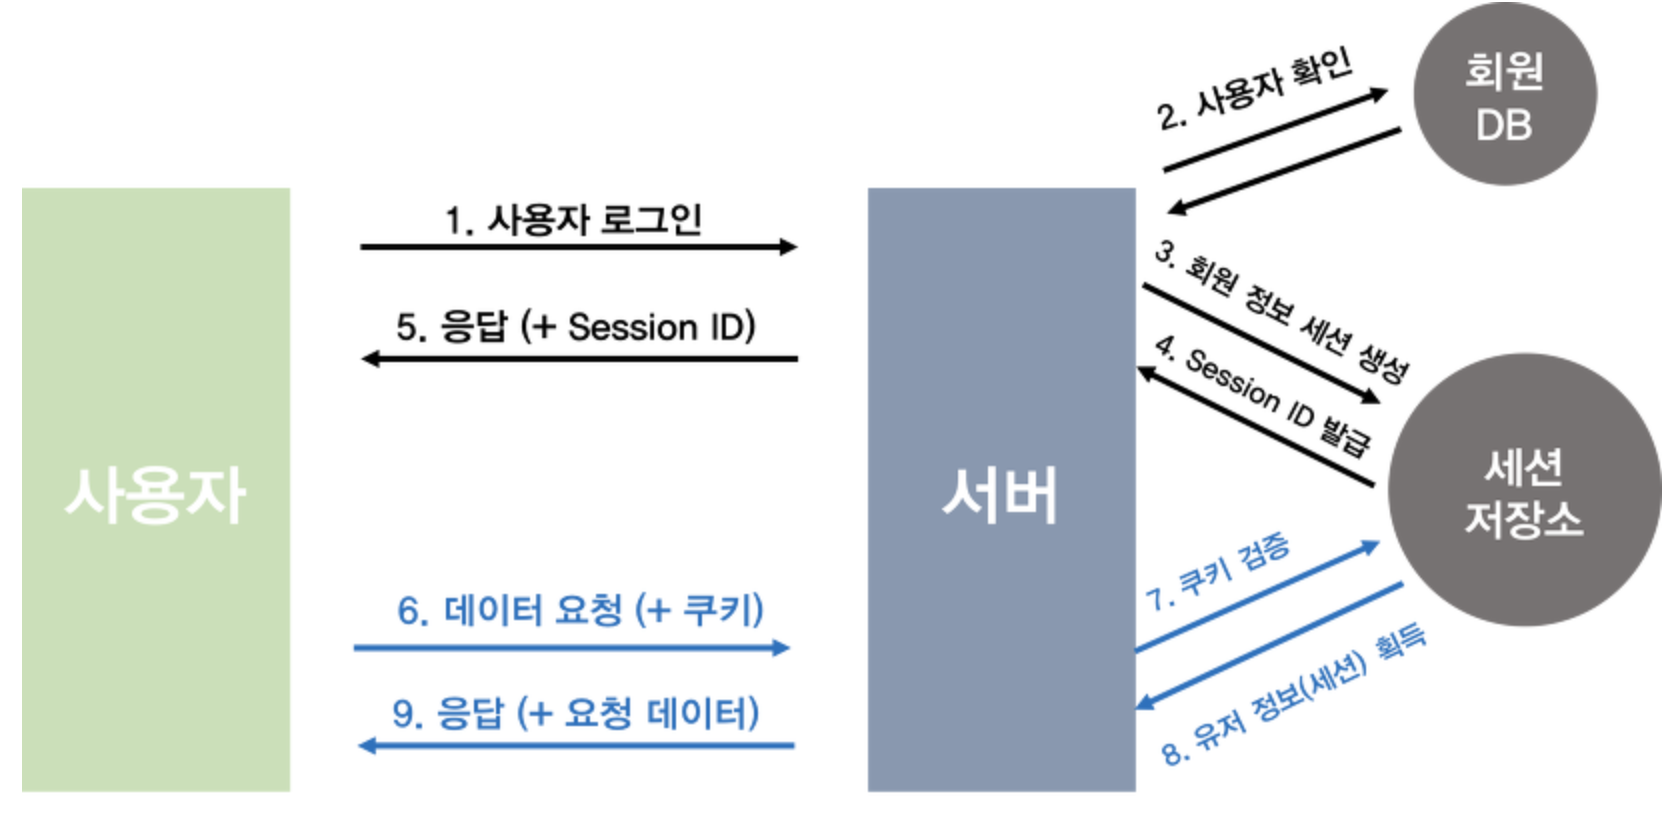 2. 사용자 확인
회원
DB
1. 사용자 로그인
3. 회원 정보 세션 생성
5. 응답 (+ Session ID)
4. Session ID 발급
사용자
서버
세션
저장소
6. 데이터 요청 (+ 쿠키)
7. 쿠키 검증
9. 응답 (+ 요청 데이터)
8. 유저 정보(세션) 획득